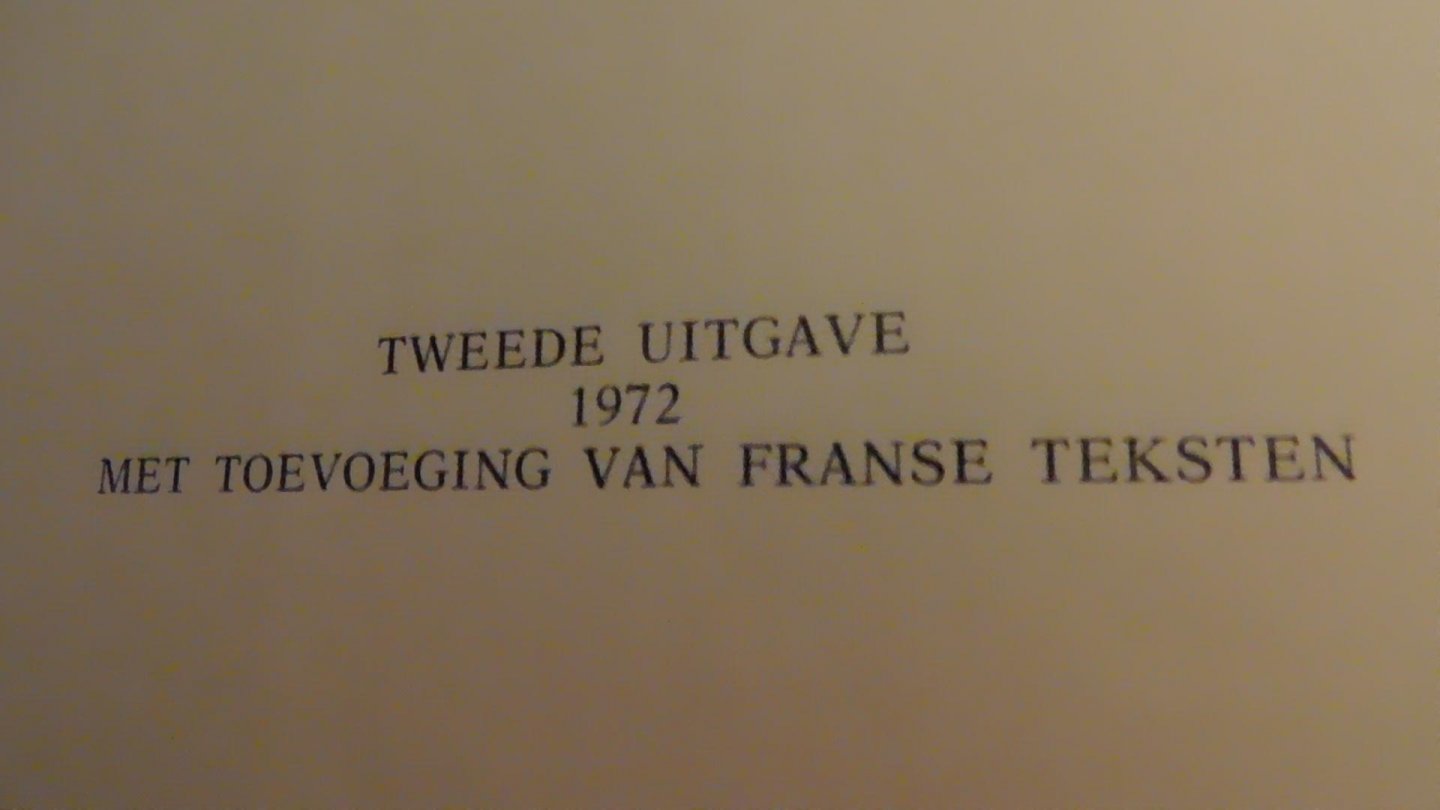 TWEEDE UITGAVE
1972
MET TOEVOEGING VAN FRANSE TEKSTEN